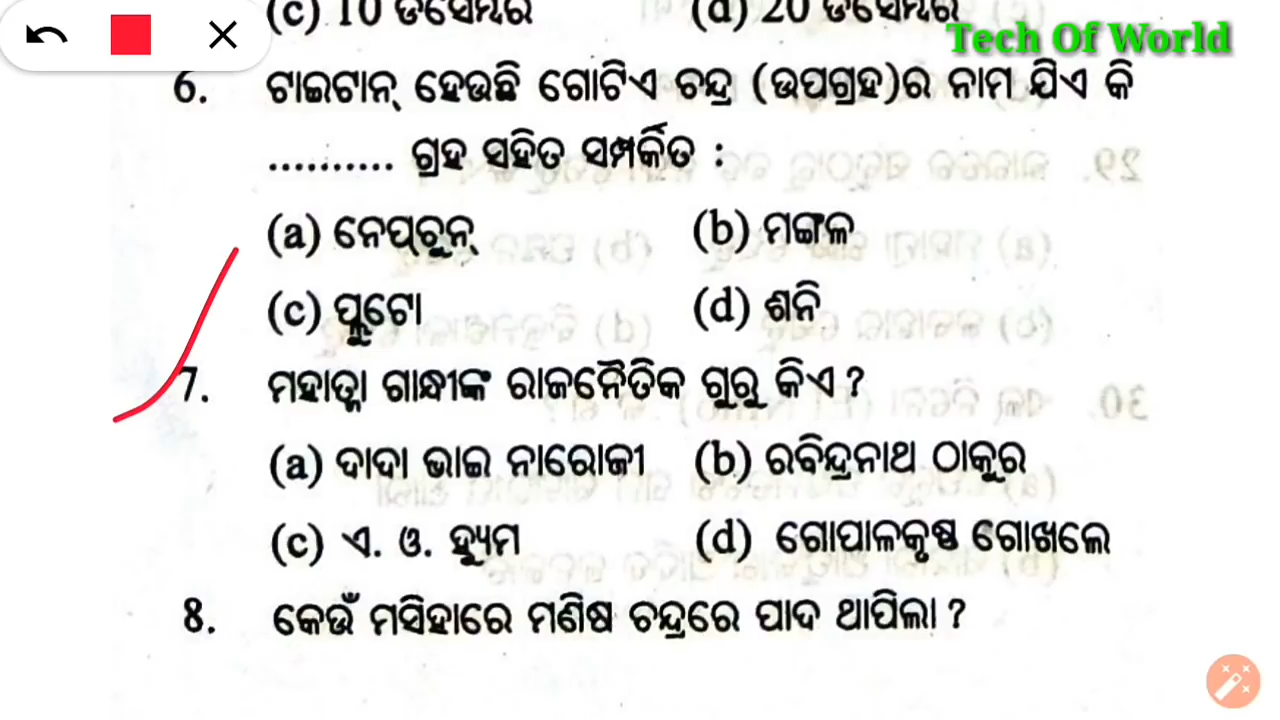 (c) 10 ଡିସେମ୍ବର (d) 20 ଡିସେମ୍ବର
Tech Of World
6. ଟାଇଟାନ୍ ହେଉଛି ଗୋଟିଏ ଚନ୍ଦ୍ର (ଉପଗ୍ରହ)ର ନାମ ଯିଏ କି
.......... ଗ୍ରହ ସହିତ ସମ୍ପର୍କିତ :
(a) ନେପ୍‌ଚୁନ୍ (b) ମଙ୍ଗଳ
(c) ପ୍ଲୁଟୋ (d) ଶନି
7. ମହାତ୍ମା ଗାନ୍ଧୀଙ୍କ ରାଜନୈତିକ ଗୁରୁ କିଏ ?
(a) ଦାଦା ଭାଇ ନାରୋଜୀ (b) ରବିନ୍ଦ୍ରନାଥ ଠାକୁର
(c) ଏ. ଓ. ହ୍ୟୁମ (d) ଗୋପାଳକୃଷ୍ଣ ଗୋଖଲେ
8. କେଉଁ ମସିହାରେ ମଣିଷ ଚନ୍ଦ୍ରରେ ପାଦ ଥାପିଲା ?